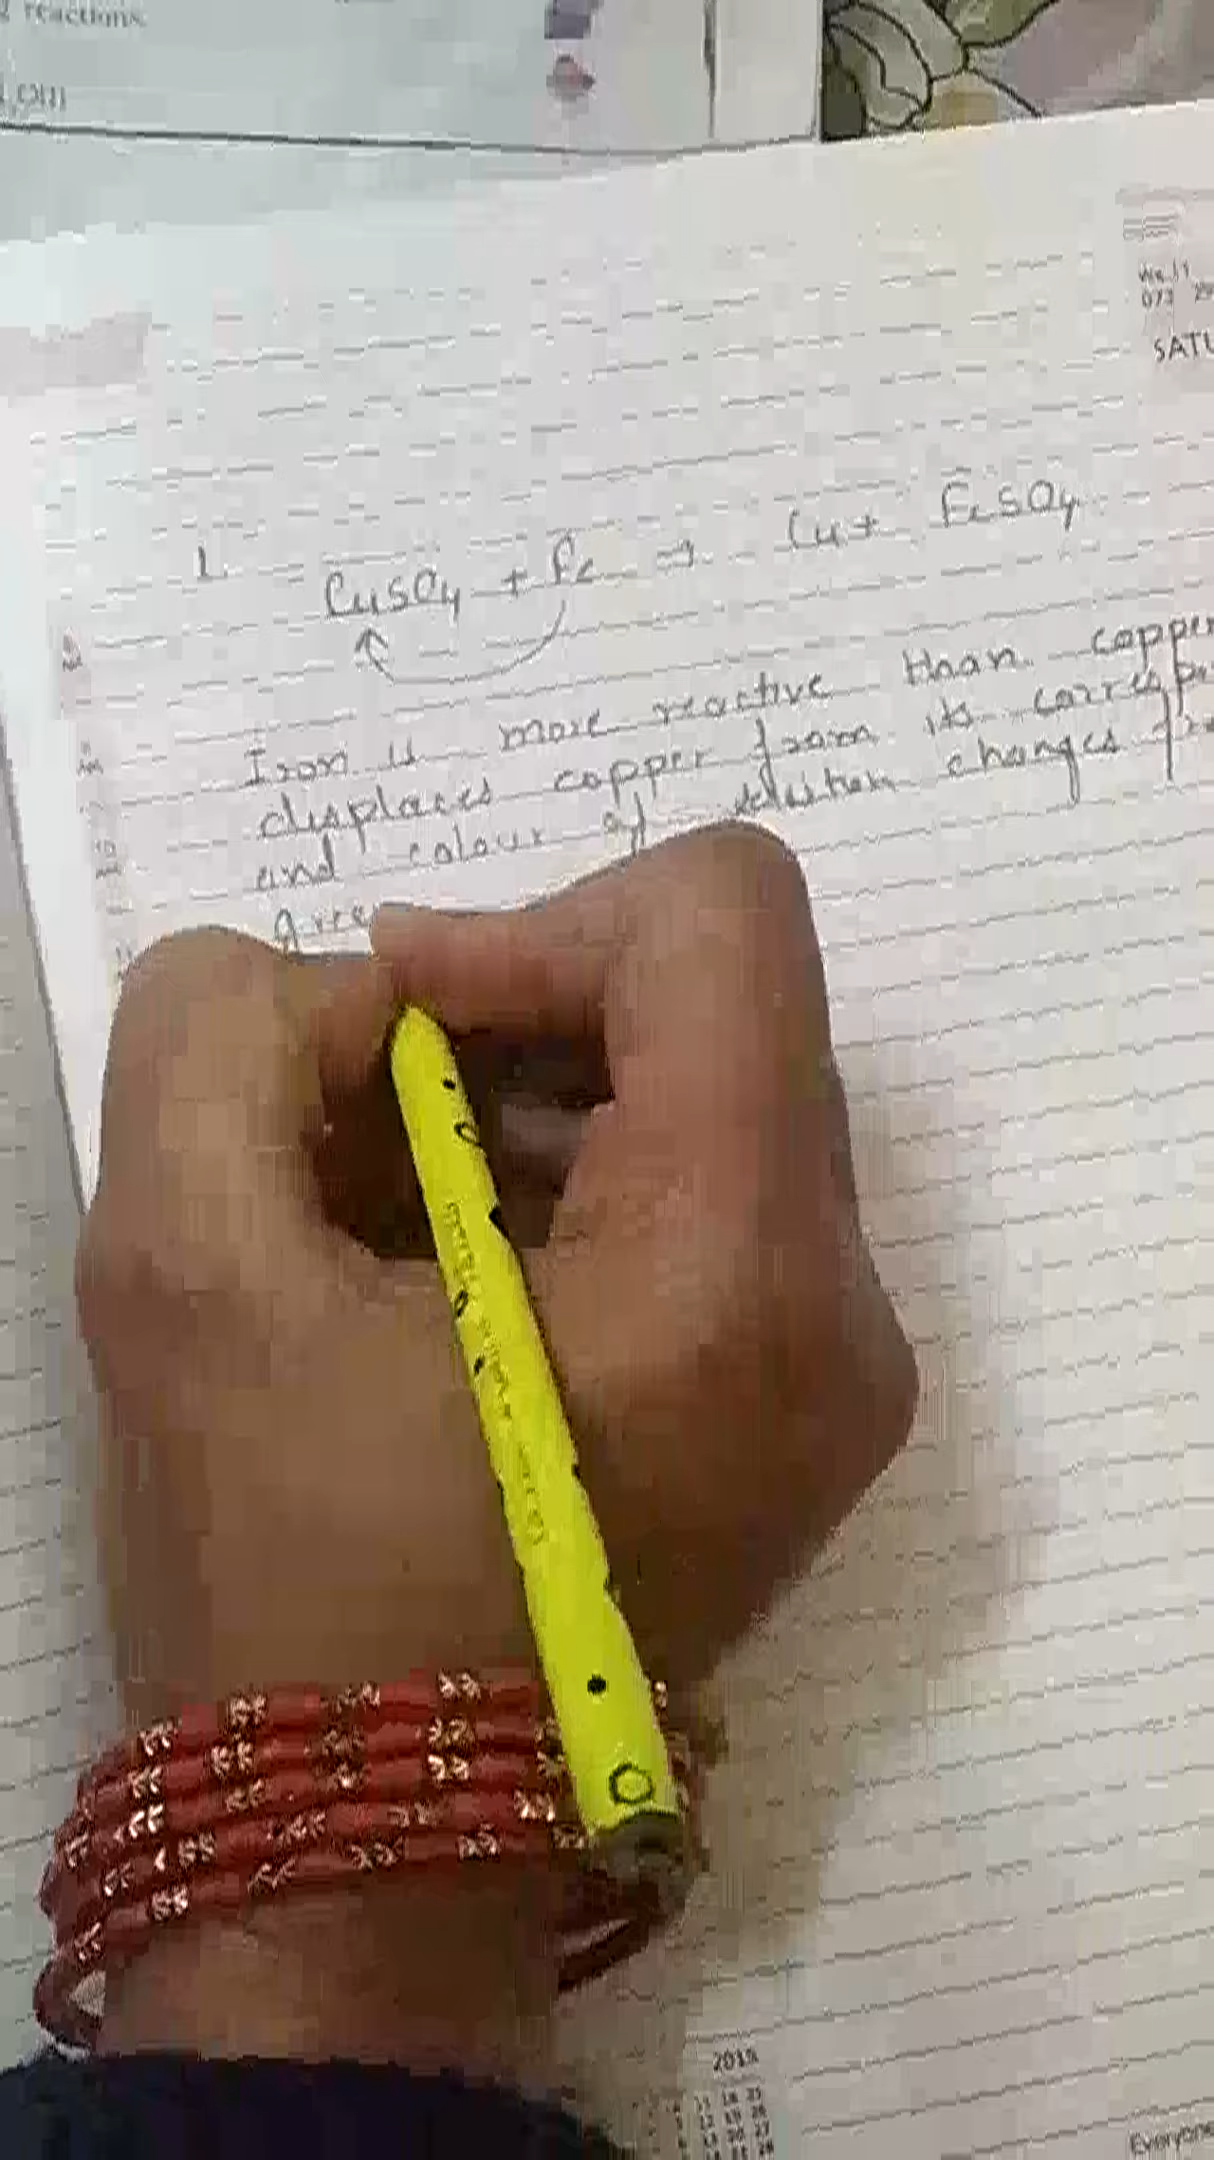 reactions.
1. CuSO4 + Fe → Cu + FeSO4
Iron is more reactive than copper
displaces copper from its
and colour of solution changes
gree
SATU
2018
Everyone